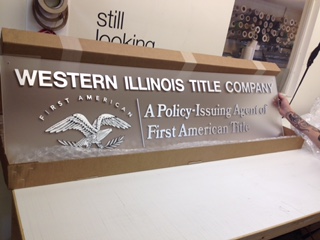 still
looking
WESTERN ILLINOIS TITLE COMPANY
FIRST AMERICAN
A Policy-Issuing Agent of
First American Title